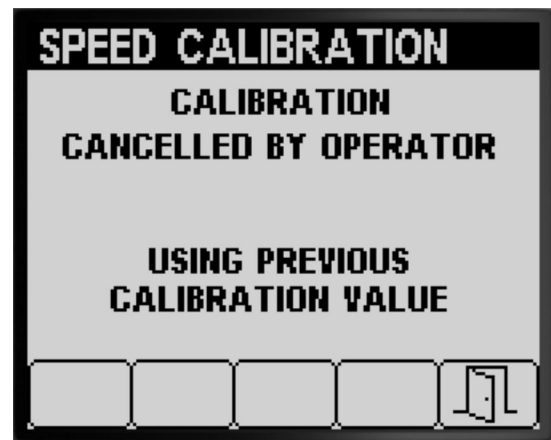 SPEED CALIBRATION
CALIBRATION
CANCELLED BY OPERATOR
USING PREVIOUS
CALIBRATION VALUE